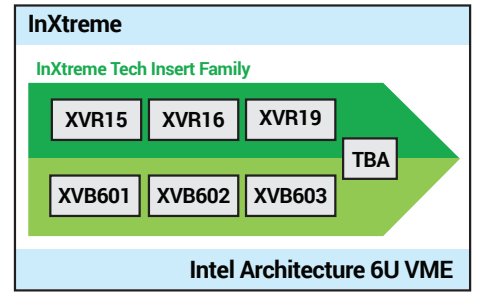 InXtreme
InXtreme Tech Insert Family
XVR15 XVR16 XVR19
TBA
XVB601 XVB602 XVB603
Intel Architecture 6U VME